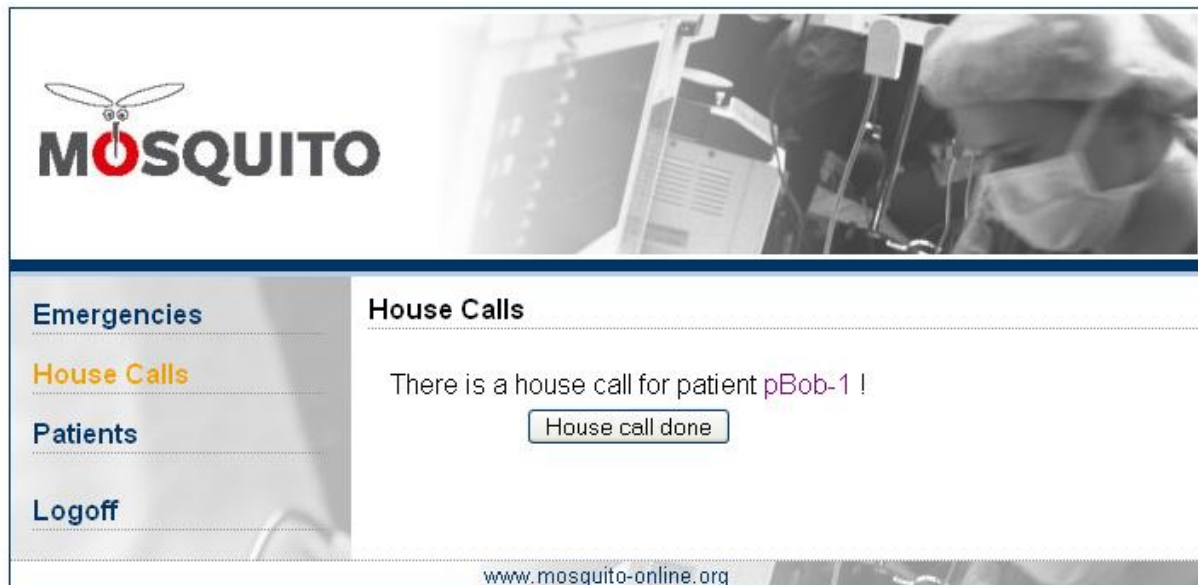 MOSQUITO
Emergencies
House Calls
Patients
Logoff
House Calls
There is a house call for patient pBob-1 !
House call done
www.mosquito-online.org